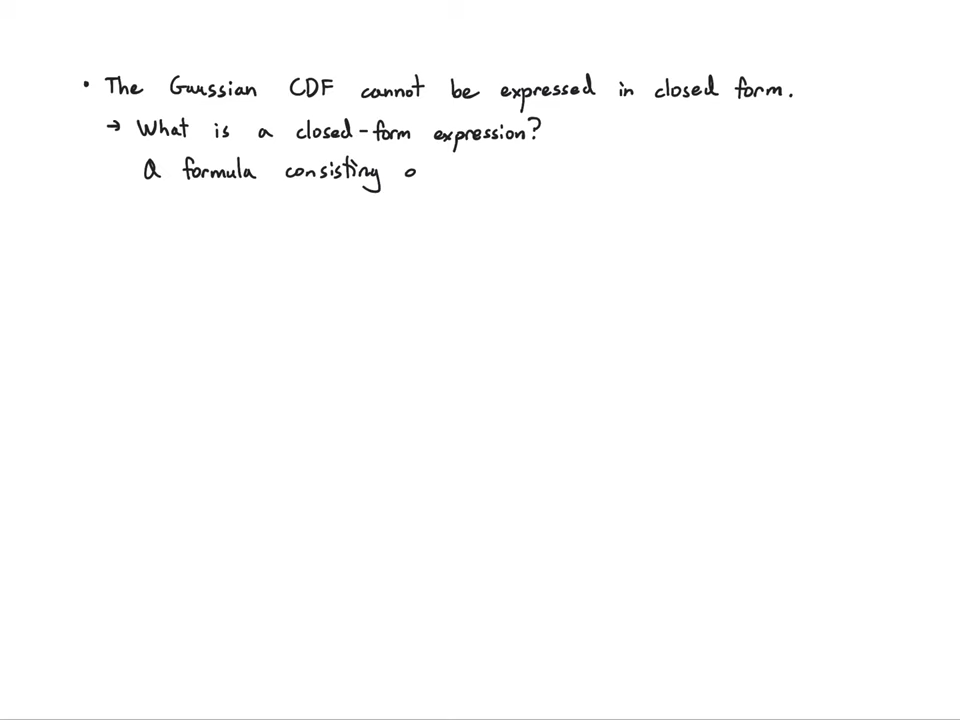 • The Gaussian CDF cannot be expressed in closed form.
→ What is a closed-form expression?
A formula consisting o